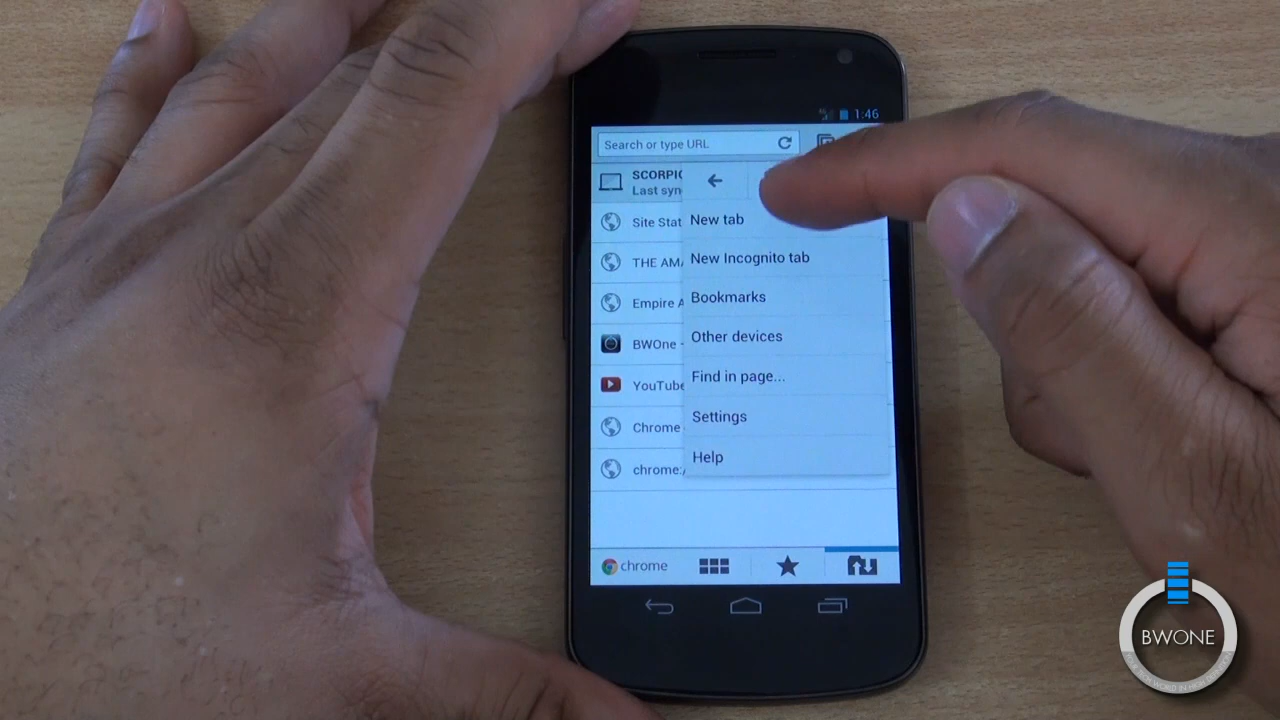 1:46
Search or type URL
SCORPIO
Last syn
Site Stat
THE AMA
Empire A
BWOne -
YouTube
Chrome
chrome:/
New tab
New Incognito tab
Bookmarks
Other devices
Find in page...
Settings
Help
chrome
BWONE